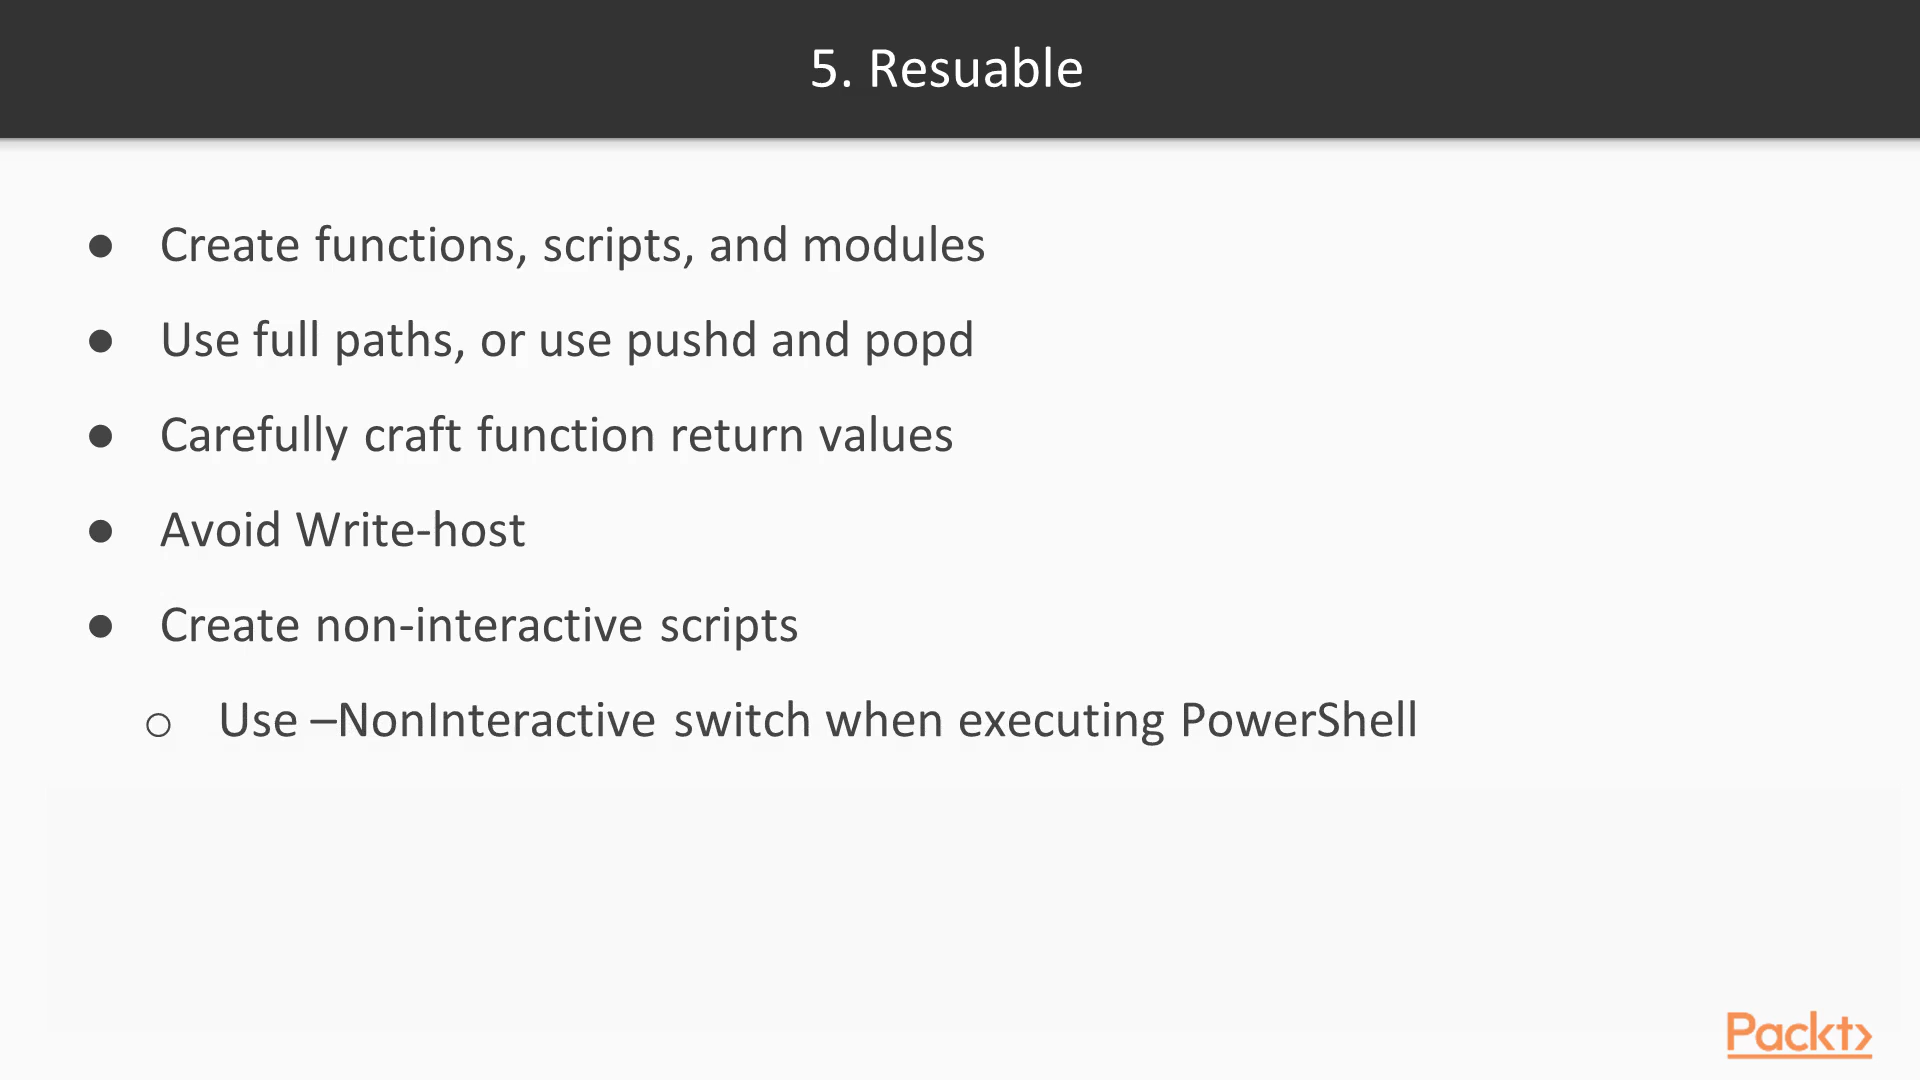 5. Resuable
● Create functions, scripts, and modules
● Use full paths, or use pushd and popd
● Carefully craft function return values
● Avoid Write-host
● Create non-interactive scripts
○ Use –NonInteractive switch when executing PowerShell
Packt>